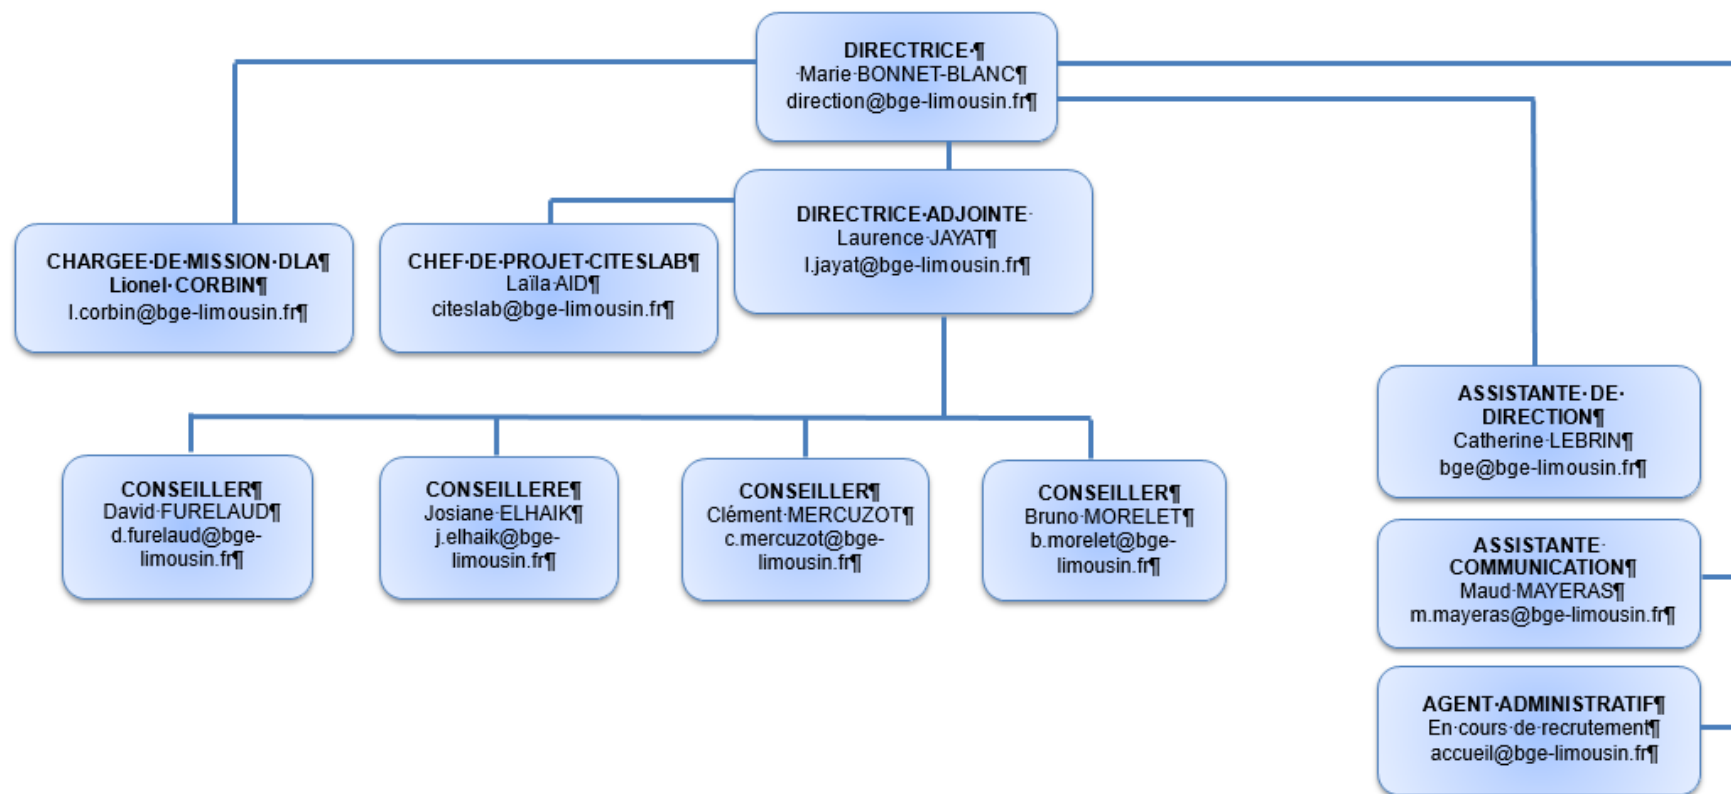 DIRECTRICE·¶
·Marie·BONNET-BLANC¶
direction@bge-limousin.fr¶
DIRECTRICE·ADJOINTE·
Laurence·JAYAT¶
l.jayat@bge-limousin.fr¶
CHARGEE·DE·MISSION·DLA¶
Lionel·CORBIN¶
l.corbin@bge-limousin.fr¶
CHEF·DE·PROJET·CITESLAB¶
Laïla·AID¶
citeslab@bge-limousin.fr¶
CONSEILLER¶
David·FURELAUD¶
d.furelaud@bge-
limousin.fr¶
CONSEILLERE¶
Josiane·ELHAIK¶
j.elhaik@bge-
limousin.fr¶
CONSEILLER¶
Clément·MERCUZOT¶
c.mercuzot@bge-
limousin.fr¶
CONSEILLER¶
Bruno·MORELET¶
b.morelet@bge-
limousin.fr¶
ASSISTANTE·DE·
DIRECTION¶
Catherine·LEBRIN¶
bge@bge-limousin.fr¶
ASSISTANTE·
COMMUNICATION¶
Maud·MAYERAS¶
m.mayeras@bge-limousin.fr¶
AGENT·ADMINISTRATIF¶
En·cours·de·recrutement¶
accueil@bge-limousin.fr¶